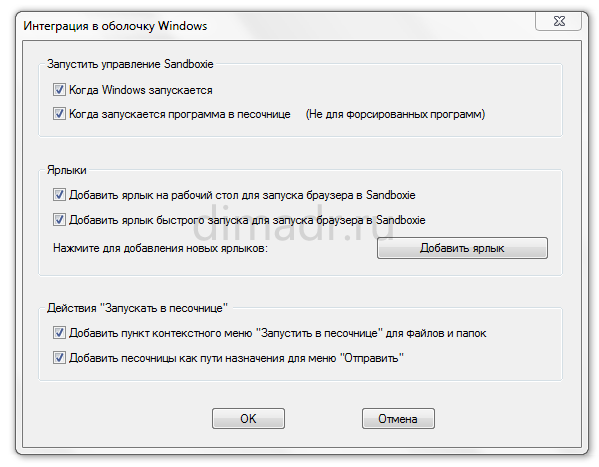 Интеграция в оболочку Windows
Запустить управление Sandboxie
Когда Windows запускается
Когда запускается программа в песочнице (Не для форсированных программ)
Ярлыки
Добавить ярлык на рабочий стол для запуска браузера в Sandboxie
Добавить ярлык быстрого запуска для запуска браузера в Sandboxie
dimadr.ru
Нажмите для добавления новых ярлыков: Добавить ярлык
Действия "Запускать в песочнице"
Добавить пункт контекстного меню "Запустить в песочнице" для файлов и папок
Добавить песочницы как пути назначения для меню "Отправить"
OK Отмена